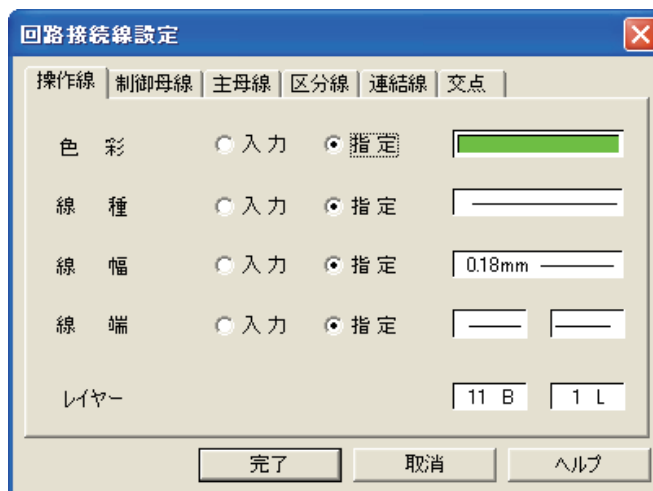 回路接続線設定
操作線 制御母線 主母線 区分線 連結線 交点
色 彩 入力 指定
線 種 入力 指定
線 幅 入力 指定 0.18mm
線 端 入力 指定
レイヤー 11 B 1 L
完了 取消 ヘルプ